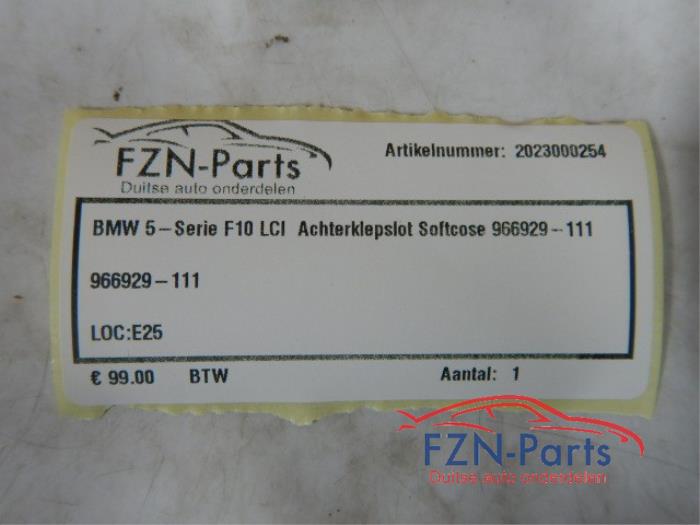 FZN-Parts
Duitse auto onderdelen
Artikelnummer: 2023000254
BMW 5-Serie F10 LCI Achterklepslot Softcose 966929-111
966929-111
LOC:E25
€ 99.00 BTW Aantal: 1
FZN-Parts
Duitse auto onderdelen